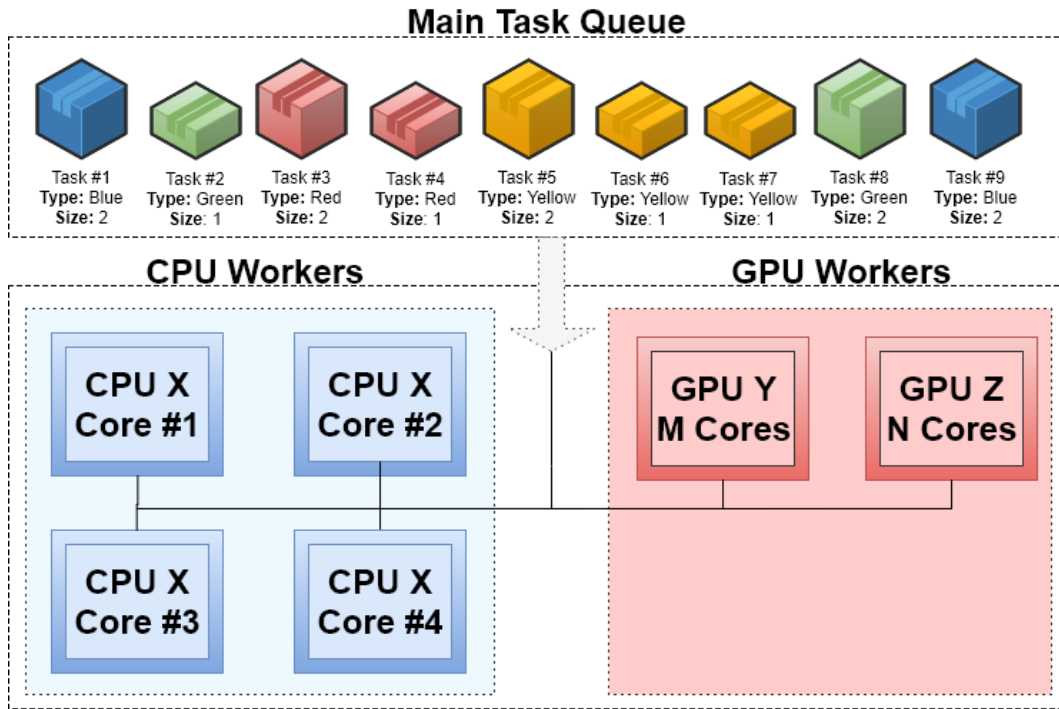 Main Task Queue
Task #1
Type: Blue
Size: 2
Task #2
Type: Green
Size: 1
Task #3
Type: Red
Size: 2
Task #4
Type: Red
Size: 1
Task #5
Type: Yellow
Size: 2
Task #6
Type: Yellow
Size: 1
Task #7
Type: Yellow
Size: 1
Task #8
Type: Green
Size: 2
Task #9
Type: Blue
Size: 2
CPU Workers
GPU Workers
CPU X
Core #1
CPU X
Core #2
GPU Y
M Cores
GPU Z
N Cores
CPU X
Core #3
CPU X
Core #4